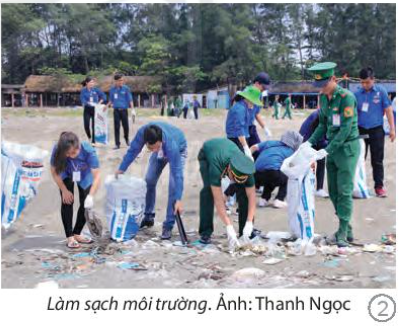 Làm sạch môi trường. Ảnh: Thanh Ngọc 2